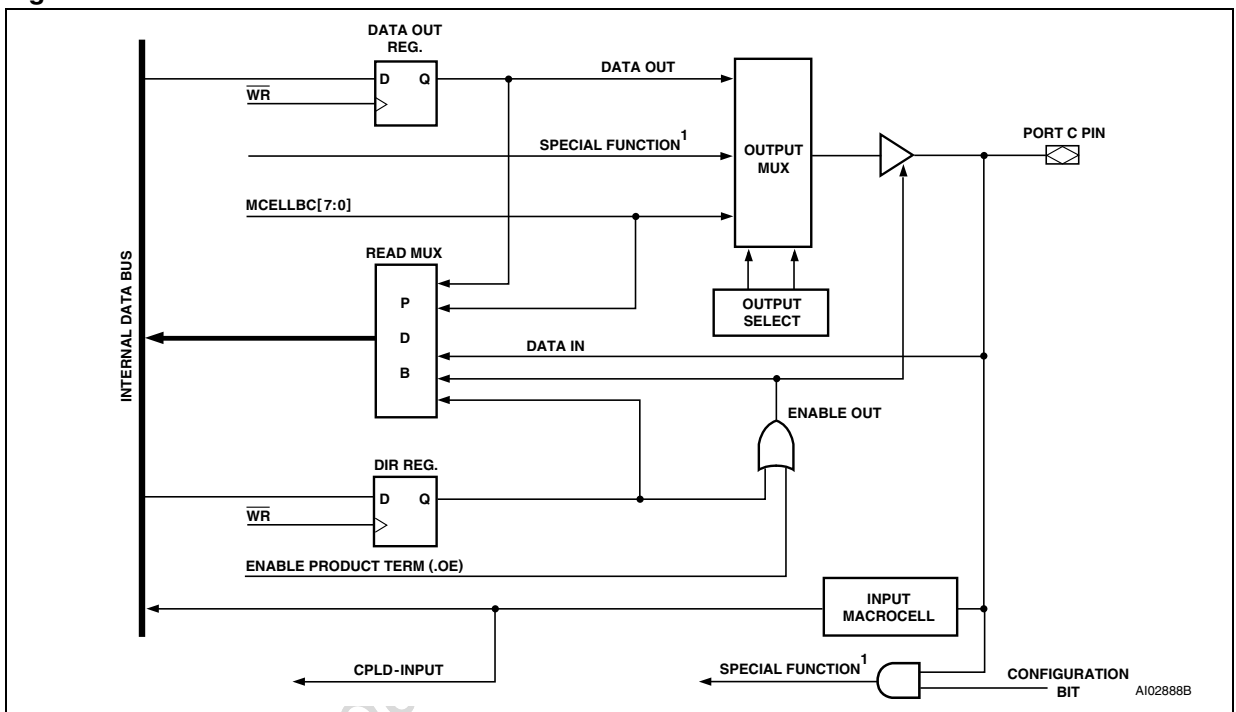 DATA OUT
REG.
D Q
WR
DATA OUT
SPECIAL FUNCTION1
OUTPUT
MUX
PORT C PIN
MCELLBC[7:0]
READ MUX
P
D
B
OUTPUT
SELECT
INTERNAL DATA BUS
DATA IN
ENABLE OUT
DIR REG.
D Q
WR
ENABLE PRODUCT TERM (.OE)
INPUT
MACROCELL
CPLD-INPUT
SPECIAL FUNCTION1
CONFIGURATION
BIT
AI02888B